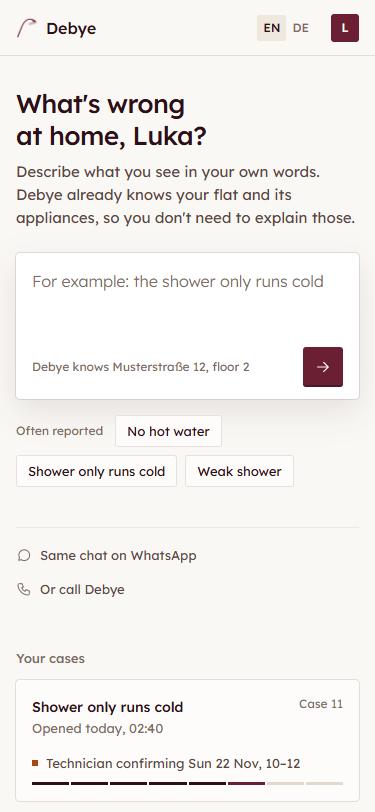 Debye
EN DE L
What's wrong
at home, Luka?
Describe what you see in your own words.
Debye already knows your flat and its
appliances, so you don't need to explain those.
For example: the shower only runs cold
Debye knows Musterstraße 12, floor 2
Often reported
No hot water
Shower only runs cold
Weak shower
Same chat on WhatsApp
Or call Debye
Your cases
Shower only runs cold
Case 11
Opened today, 02:40
Technician confirming Sun 22 Nov, 10–12